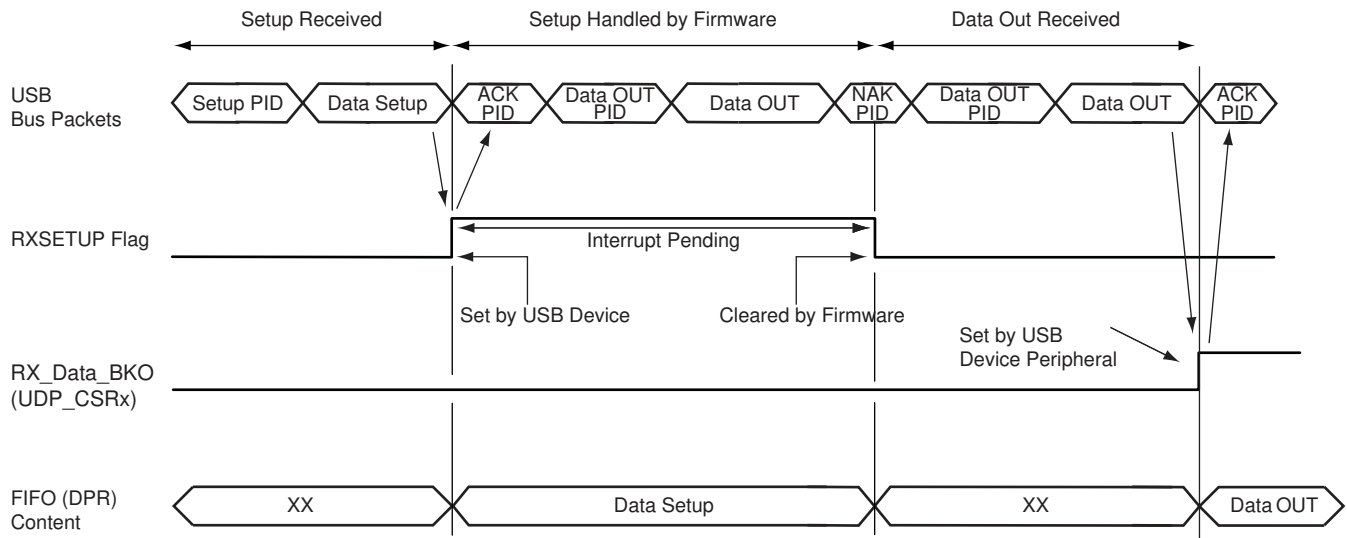 Setup Received
Setup Handled by Firmware
Data Out Received
USB
Bus Packets
Setup PID
Data Setup
ACK
PID
Data OUT
PID
Data OUT
NAK
PID
Data OUT
PID
Data OUT
ACK
PID
RXSETUP Flag
Interrupt Pending
Set by USB Device
Cleared by Firmware
Set by USB
Device Peripheral
RX_Data_BKO
(UDP_CSRx)
FIFO (DPR)
Content
XX
Data Setup
XX
Data OUT